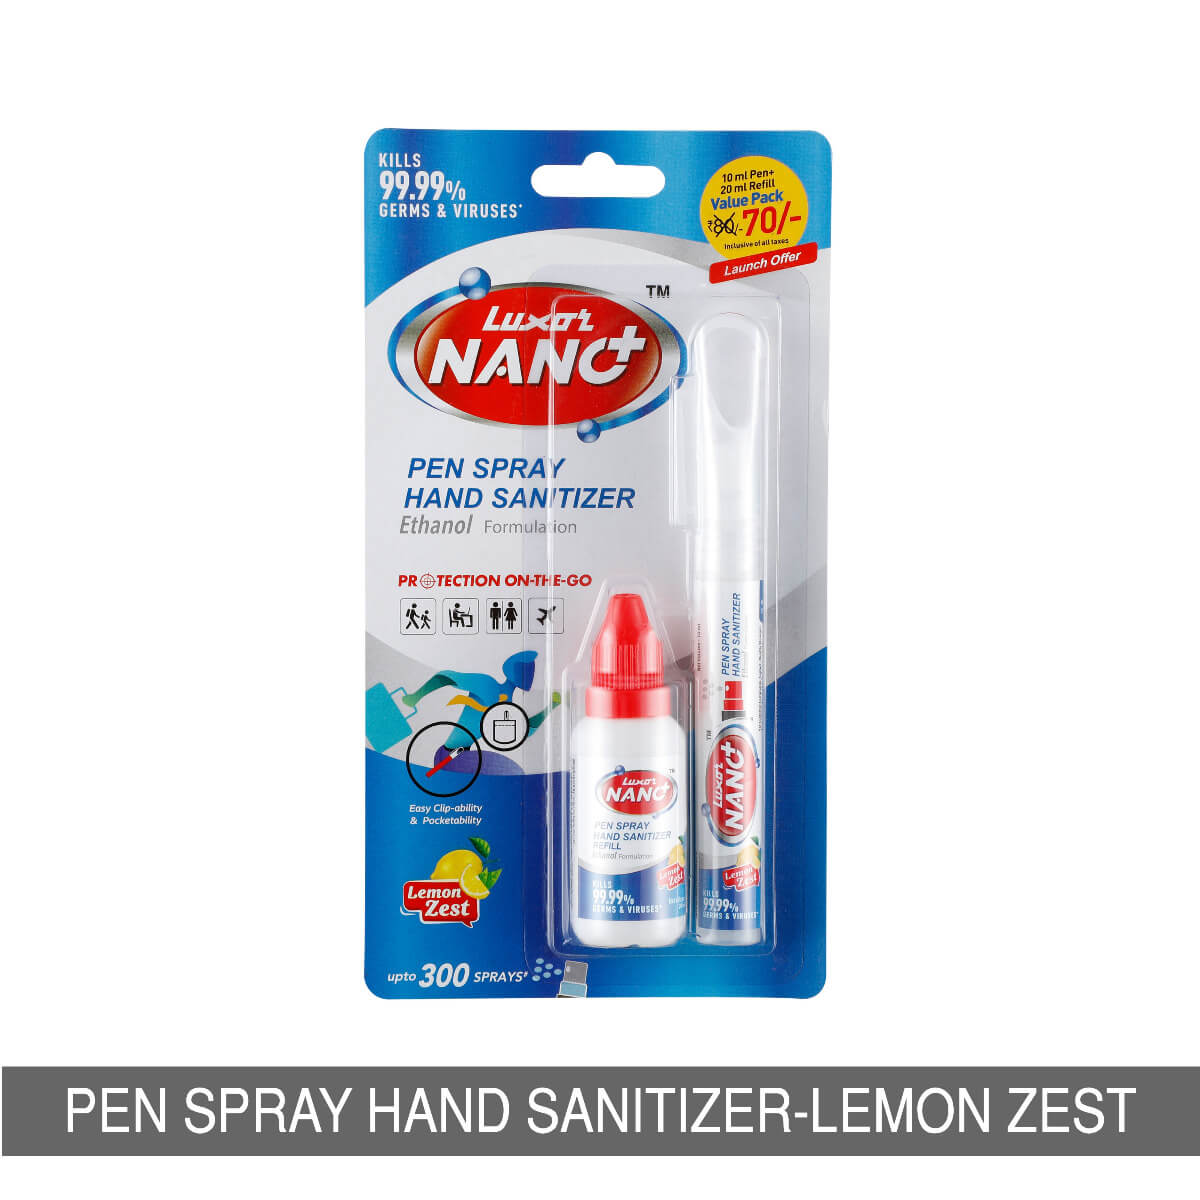 KILLS
99.99%
GERMS & VIRUSES*
10 ml Pen+
20 ml Refill
Value Pack
₹80/- 70/-
Inclusive of all taxes
Launch Offer
TM
Luxor
NANO+
PEN SPRAY
HAND SANITIZER
Ethanol Formulation
PROTECTION ON-THE-GO
Easy Clip-ability
& Pocketability
Lemon
Zest
upto 300 SPRAYS#
Luxor TM
NANO+
PEN SPRAY
HAND SANITIZER
REFILL
Ethanol Formulation
Lemon
Zest
KILLS
99.99%
GERMS & VIRUSES*
PEN SPRAY
HAND SANITIZER
TM
Luxor
NANO+
Lemon
Zest
KILLS
99.99%
GERMS & VIRUSES*
PEN SPRAY HAND SANITIZER-LEMON ZEST